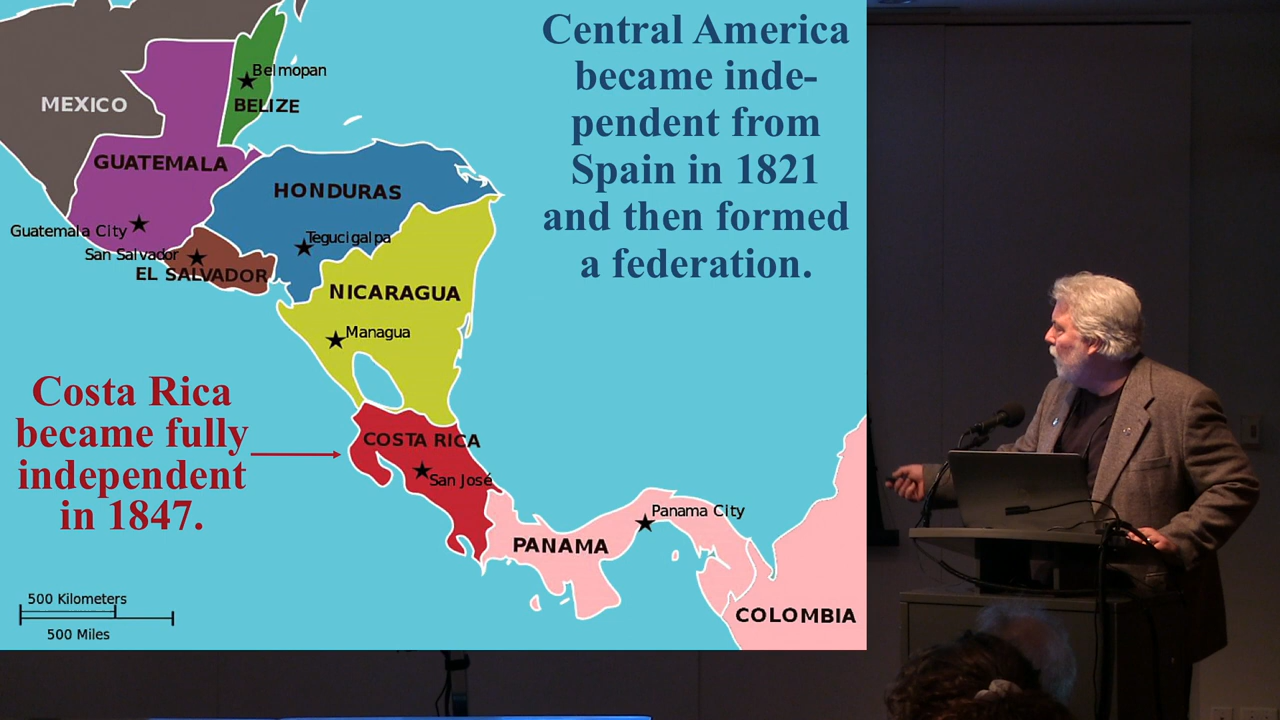 Central America
became inde-
pendent from
Spain in 1821
and then formed
a federation.
Belmopan
MEXICO
BELIZE
GUATEMALA
HONDURAS
Guatemala City
Tegucigalpa
San Salvador
EL SALVADOR
NICARAGUA
Managua
Costa Rica
became fully
independent
in 1847.
COSTA RICA
San José
Panama City
PANAMA
500 Kilometers
500 Miles
COLOMBIA